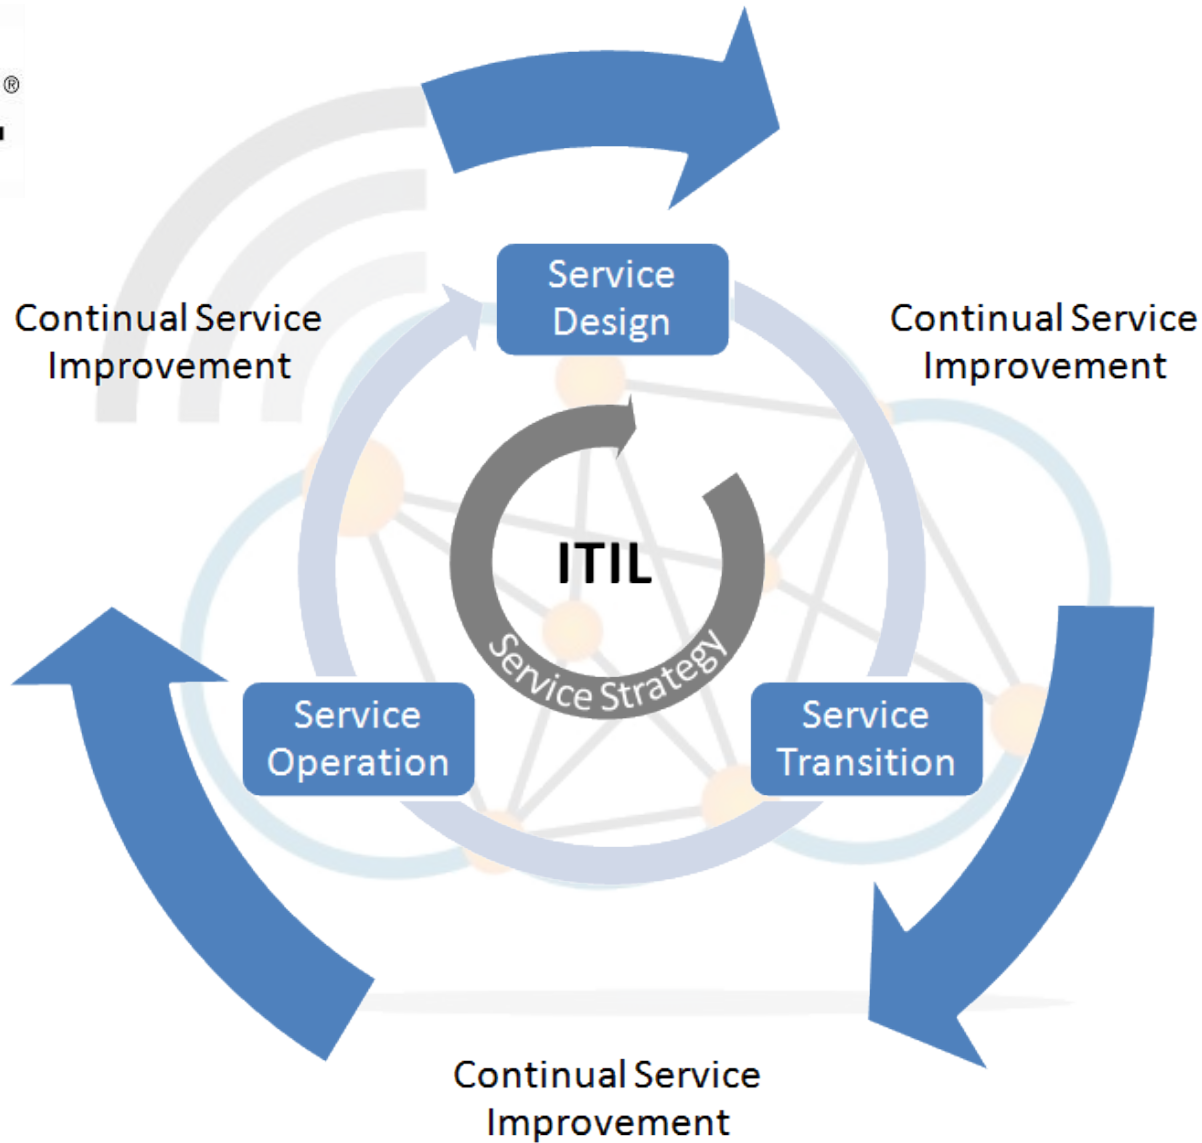 ®
Service
Design
Continual Service
Improvement
Continual Service
Improvement
ITIL
Service Strategy
Service
Operation
Service
Transition
Continual Service
Improvement